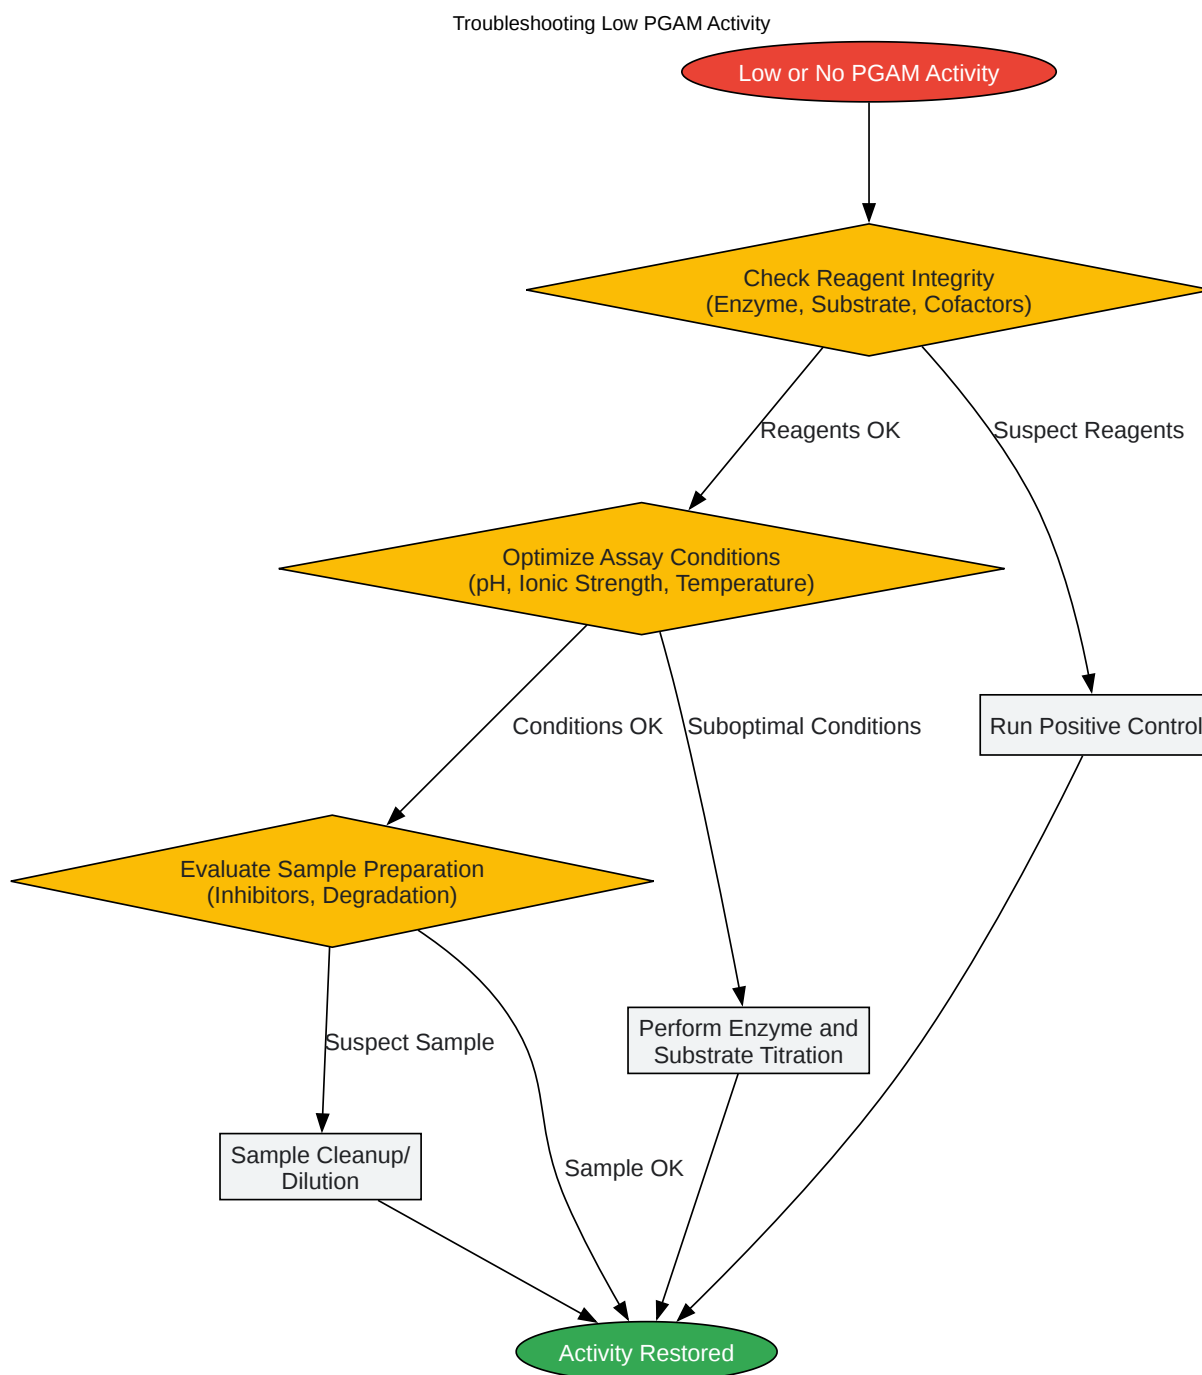 Troubleshooting Low PGAM Activity
Low or No PGAM Activity
Check Reagent Integrity
(Enzyme, Substrate, Cofactors)
Reagents OK
Suspect Reagents
Optimize Assay Conditions
(pH, Ionic Strength, Temperature)
Conditions OK
Suboptimal Conditions
Run Positive Control
Evaluate Sample Preparation
(Inhibitors, Degradation)
Suspect Sample
Perform Enzyme and
Substrate Titration
Sample Cleanup/
Dilution
Sample OK
Activity Restored